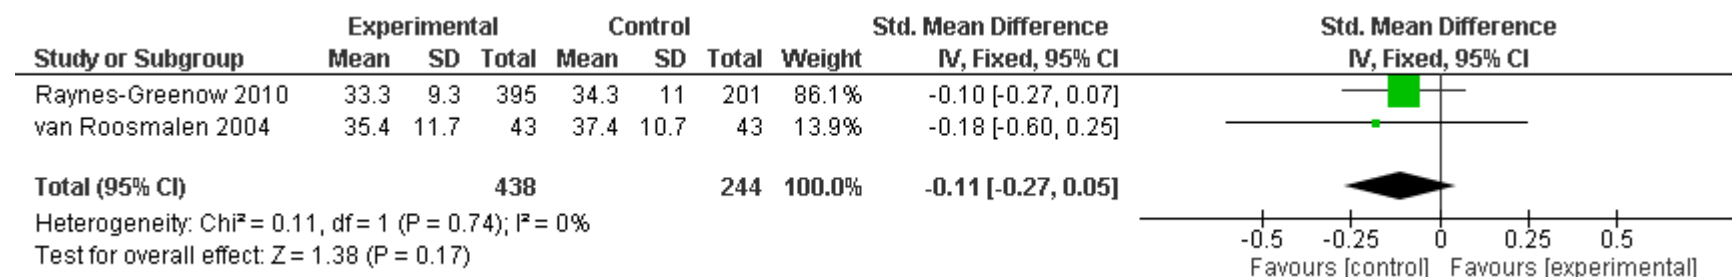 Experimental Control Std. Mean Difference Std. Mean Difference
Study or Subgroup Mean SD Total Mean SD Total Weight IV, Fixed, 95% CI IV, Fixed, 95% CI
Raynes-Greenow 2010 33.3 9.3 395 34.3 11 201 86.1% -0.10 [-0.27, 0.07]
van Roosmalen 2004 35.4 11.7 43 37.4 10.7 43 13.9% -0.18 [-0.60, 0.25]
Total (95% CI) 438 244 100.0% -0.11 [-0.27, 0.05]
Heterogeneity: Chi² = 0.11, df = 1 (P = 0.74); I² = 0%
Test for overall effect: Z = 1.38 (P = 0.17)
-0.5 -0.25 0 0.25 0.5
Favours [control] Favours [experimental]